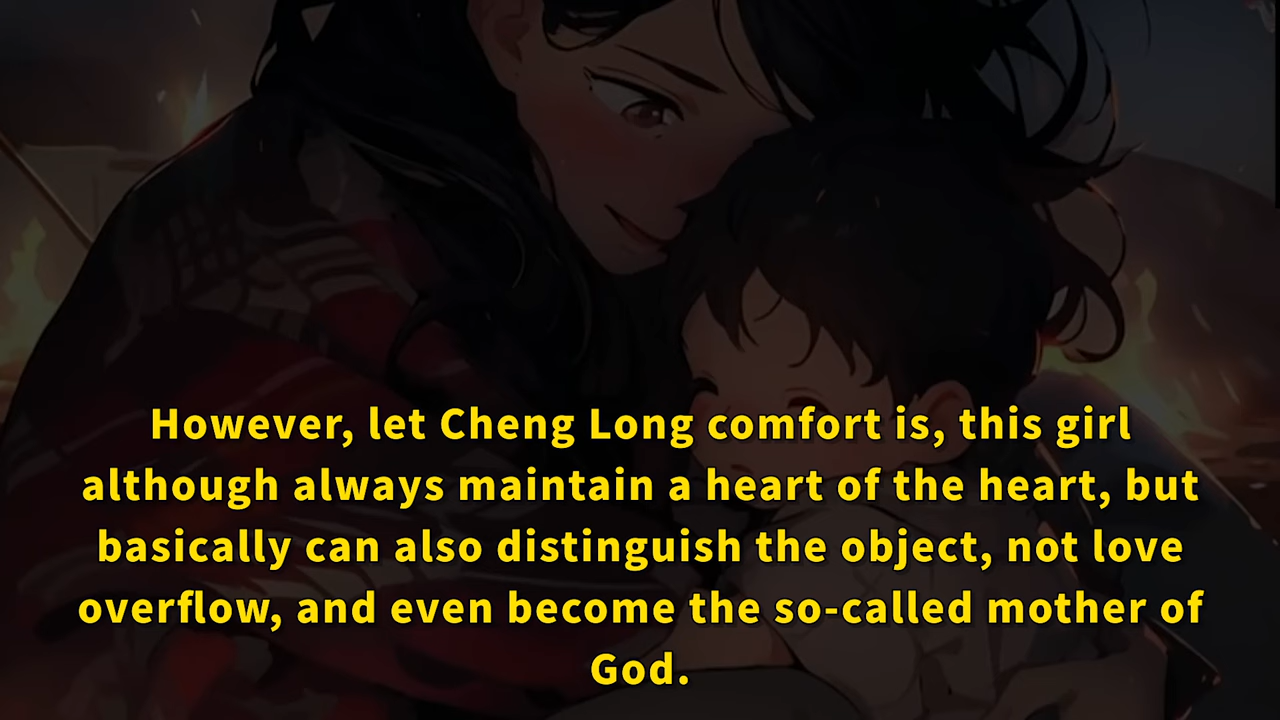 However, let Cheng Long comfort is, this girl
although always maintain a heart of the heart, but
basically can also distinguish the object, not love
overflow, and even become the so-called mother of
God.